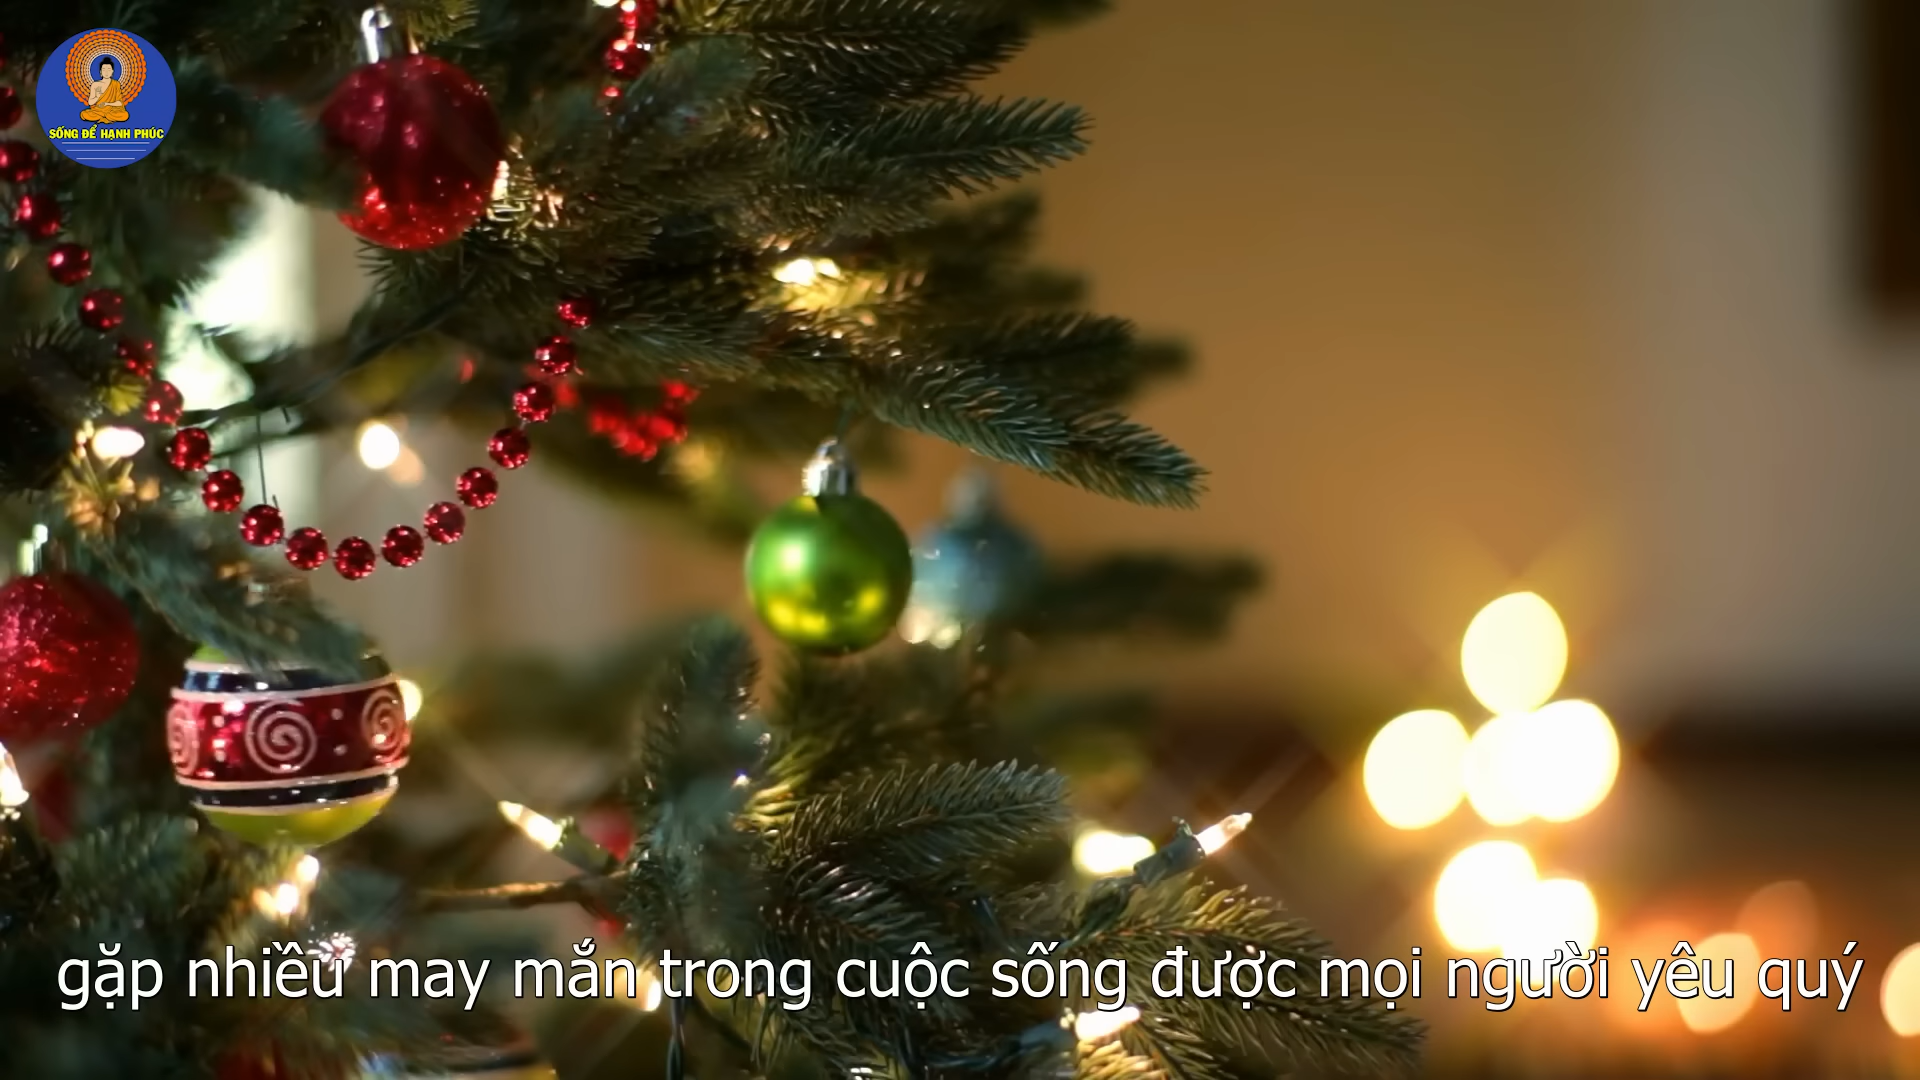 SỐNG ĐỂ HẠNH PHÚC
gặp nhiều may mắn trong cuộc sống được mọi người yêu quý